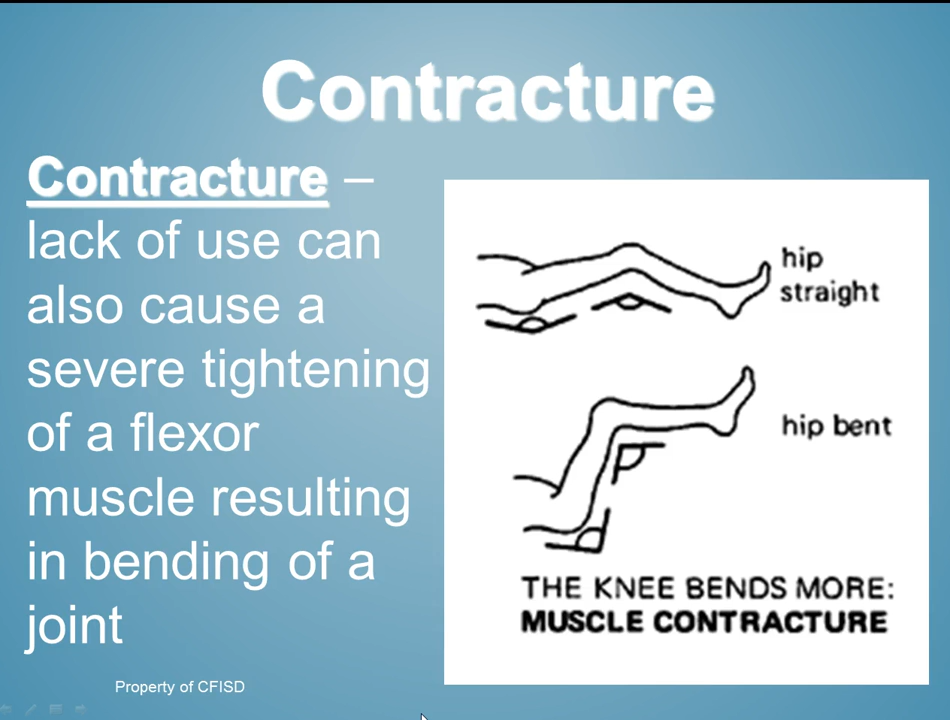 Contracture
Contracture –
lack of use can
also cause a
severe tightening
of a flexor
muscle resulting
in bending of a
joint
hip
straight
hip bent
THE KNEE BENDS MORE:
MUSCLE CONTRACTURE
Property of CFISD